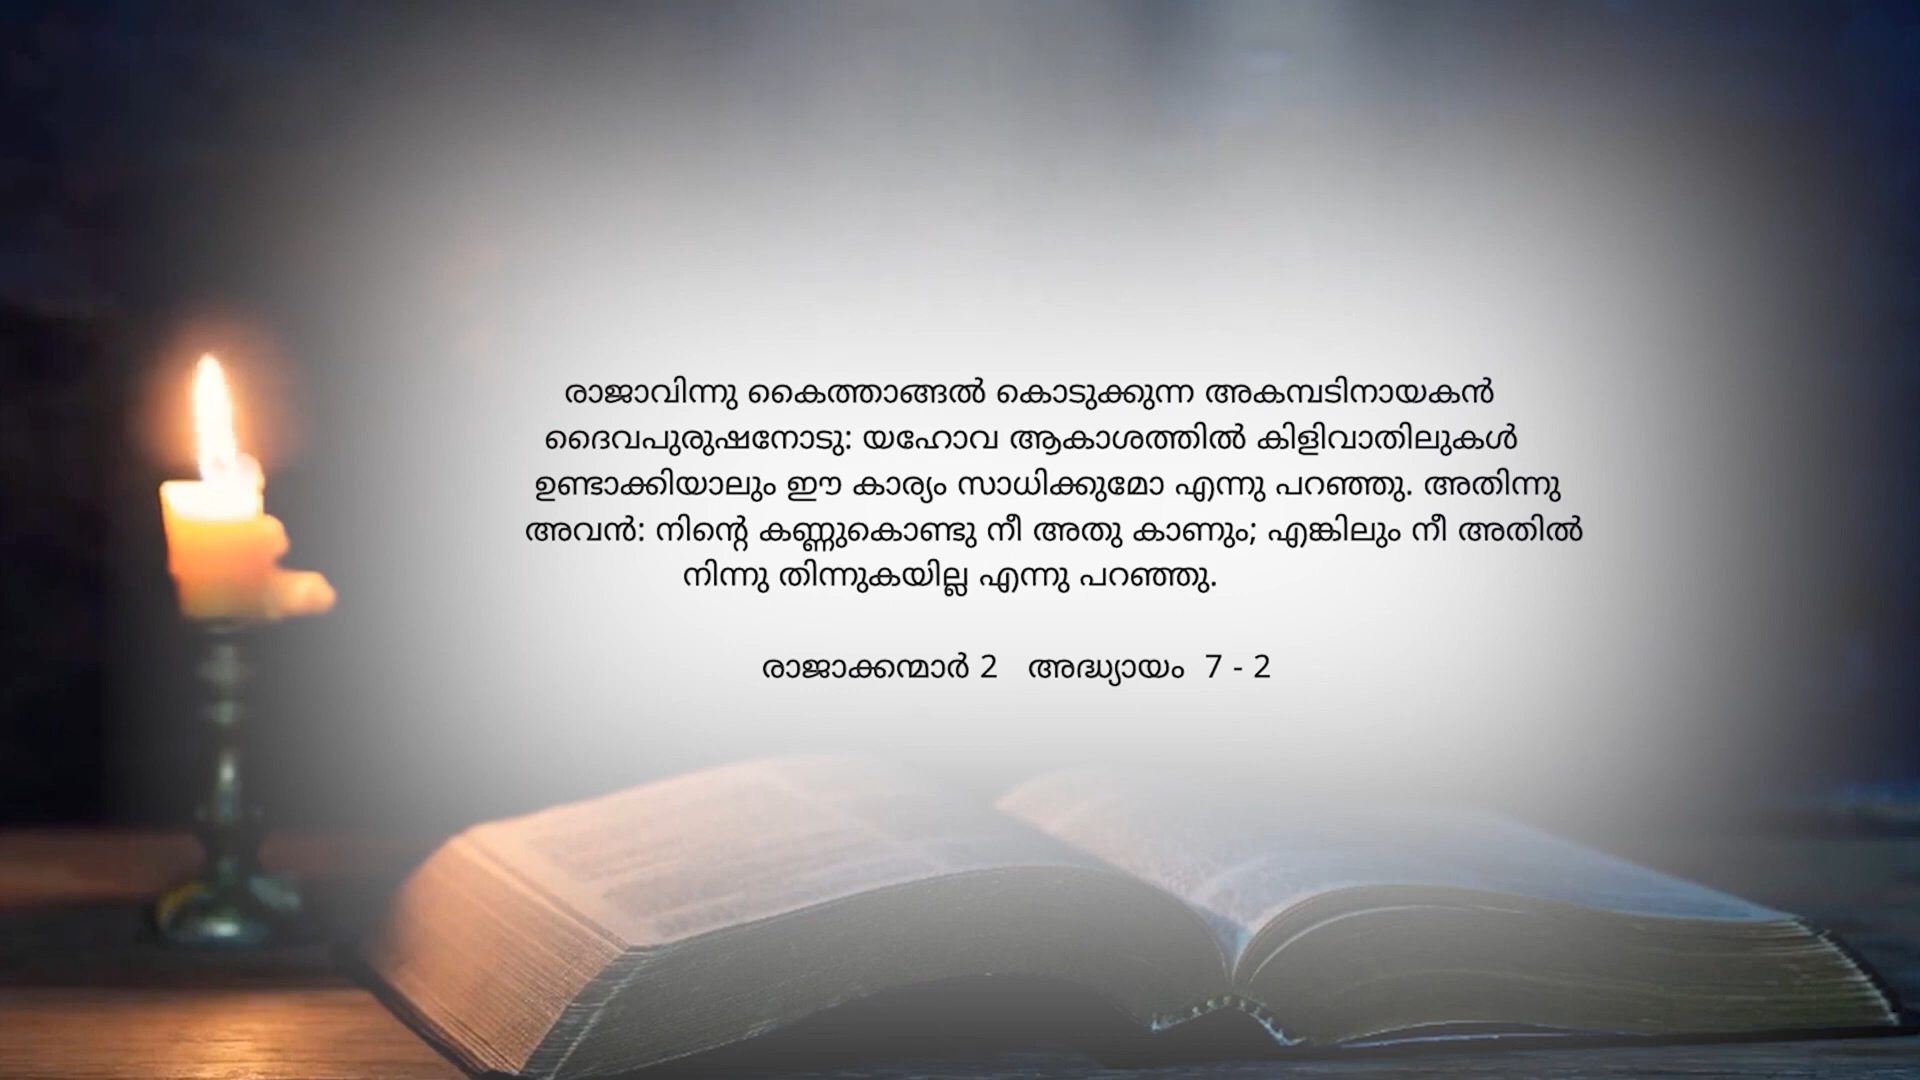 രാജാവിന്നു കൈത്താങ്ങൽ കൊടുക്കുന്ന അകമ്പടിനായകൻ
ദൈവപുരുഷനോടു: യഹോവ ആകാശത്തിൽ കിളിവാതിലുകൾ
ഉണ്ടാക്കിയാലും ഈ കാര്യം സാധിക്കുമോ എന്നു പറഞ്ഞു. അതിന്നു
അവൻ: നിന്റെ കണ്ണുകൊണ്ടു നീ അതു കാണും; എങ്കിലും നീ അതിൽ
നിന്നു തിന്നുകയില്ല എന്നു പറഞ്ഞു.
രാജാക്കന്മാർ 2 അദ്ധ്യായം 7 - 2